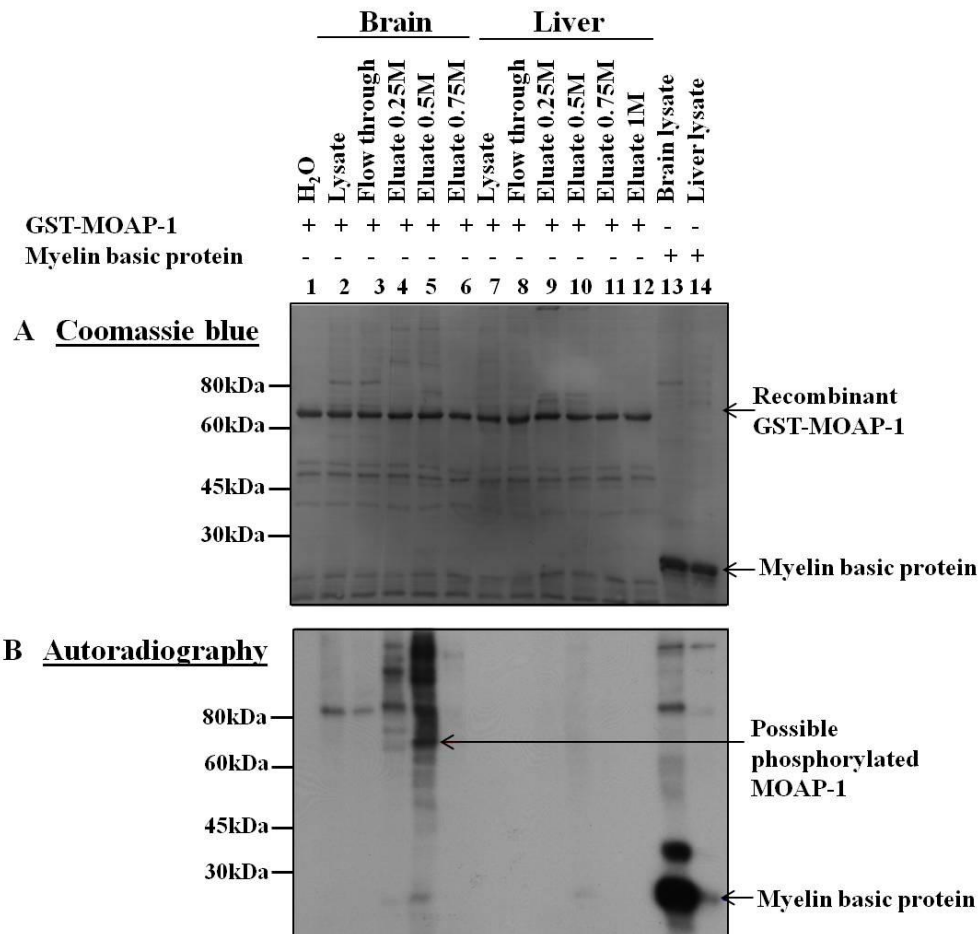 Brain Liver
H₂O
Lysate
Flow through
Eluate 0.25M
Eluate 0.5M
Eluate 0.75M
Lysate
Flow through
Eluate 0.25M
Eluate 0.5M
Eluate 0.75M
Eluate 1M
Brain lysate
Liver lysate
GST-MOAP-1 + + + + + + + + + + + + - -
Myelin basic protein - - - - - - - - - - - - + +
1 2 3 4 5 6 7 8 9 10 11 12 13 14
A Coomassie blue
80kDa
60kDa
45kDa
30kDa
Recombinant
GST-MOAP-1
Myelin basic protein
B Autoradiography
80kDa
60kDa
45kDa
30kDa
Possible
phosphorylated
MOAP-1
Myelin basic protein